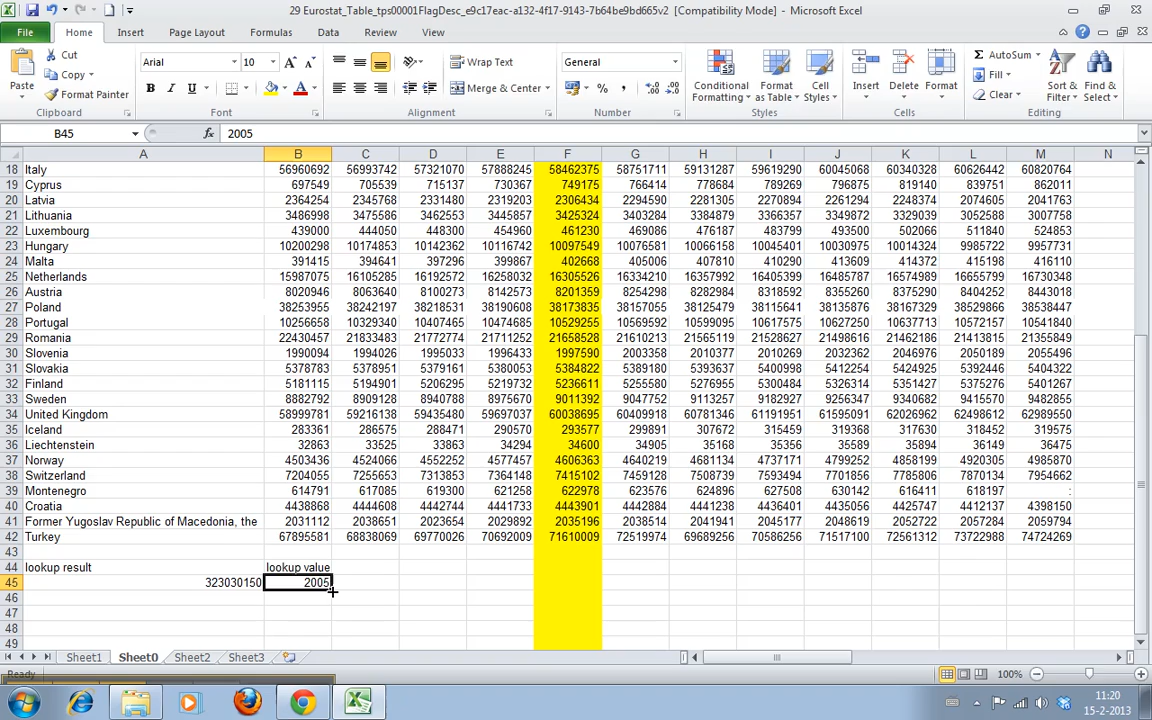 29 Eurostat_Table_tps00001FlagDesc_e9c17eac-a132-4f17-9143-7b64be9bd665v2 [Compatibility Mode] - Microsoft Excel
File Home Insert Page Layout Formulas Data Review View
Paste Cut Copy Format Painter Clipboard
Arial 10 Font
Wrap Text Merge & Center Alignment
General Number
Conditional Formatting Format as Table Cell Styles Styles
Insert Delete Format Cells
AutoSum Fill Clear Sort & Filter Find & Select Editing
B45 fx 2005
A B C D E F G H I J K L M N
18 Italy 56960692 56993742 57321070 57888245 58462375 58751711 59131287 59619290 60045068 60340328 60626442 60820764
19 Cyprus 697549 705539 715137 730367 749175 766414 778684 789269 796875 819140 839751 862011
20 Latvia 2364254 2345768 2331480 2319203 2306434 2294590 2281305 2270894 2261294 2248374 2074605 2041763
21 Lithuania 3486998 3475586 3462553 3445857 3425324 3403284 3384879 3366357 3349872 3329039 3052588 3007758
22 Luxembourg 439000 444050 448300 454960 461230 469086 476187 483799 493500 502066 511840 524853
23 Hungary 10200298 10174853 10142362 10116742 10097549 10076581 10066158 10045401 10030975 10014324 9985722 9957731
24 Malta 391415 394641 397296 399867 402668 405006 407810 410290 413609 414372 415198 416110
25 Netherlands 15987075 16105285 16192572 16258032 16305526 16334210 16357992 16405399 16485787 16574989 16655799 16730348
26 Austria 8020946 8063640 8100273 8142573 8201359 8254298 8282984 8318592 8355260 8375290 8404252 8443018
27 Poland 38253955 38242197 38218531 38190608 38173835 38157055 38125479 38115641 38135876 38167329 38529866 38538447
28 Portugal 10256658 10329340 10407465 10474685 10529255 10569592 10599095 10617575 10627250 10637713 10572157 10541840
29 Romania 22430457 21833483 21772774 21711252 21658528 21610213 21565119 21528627 21498616 21462186 21413815 21355849
30 Slovenia 1990094 1994026 1995033 1996433 1997590 2003358 2010377 2010269 2032362 2046976 2050189 2055496
31 Slovakia 5378783 5378951 5379161 5380053 5384822 5389180 5393637 5400998 5412254 5424925 5392446 5404322
32 Finland 5181115 5194901 5206295 5219732 5236611 5255580 5276955 5300484 5326314 5351427 5375276 5401267
33 Sweden 8882792 8909128 8940788 8975670 9011392 9047752 9113257 9182927 9256347 9340682 9415570 9482855
34 United Kingdom 58999781 59216138 59435480 59697037 60038695 60409918 60781346 61191951 61595091 62026962 62498612 62989550
35 Iceland 283361 286575 288471 290570 293577 299891 307672 315459 319368 317630 318452 319575
36 Liechtenstein 32863 33525 33863 34294 34600 34905 35168 35356 35589 35894 36149 36475
37 Norway 4503436 4524066 4552252 4577457 4606363 4640219 4681134 4737171 4799252 4858199 4920305 4985870
38 Switzerland 7204055 7255653 7313853 7364148 7415102 7459128 7508739 7593494 7701856 7785806 7870134 7954662
39 Montenegro 614791 617085 619300 621258 622978 623576 624896 627508 630142 616411 618197 :
40 Croatia 4438868 4444608 4442744 4441733 4443901 4442884 4441238 4436401 4435056 4425747 4412137 4398150
41 Former Yugoslav Republic of Macedonia, the 2031112 2038651 2023654 2029892 2035196 2038514 2041941 2045177 2048619 2052722 2057284 2059794
42 Turkey 67895581 68838069 69770026 70692009 71610009 72519974 69689256 70586256 71517100 72561312 73722988 74724269
43
44 lookup result lookup value
45 323030150 2005
46
47
48
49
Sheet1 Sheet0 Sheet2 Sheet3
Ready 100%
11:20
15-2-2013